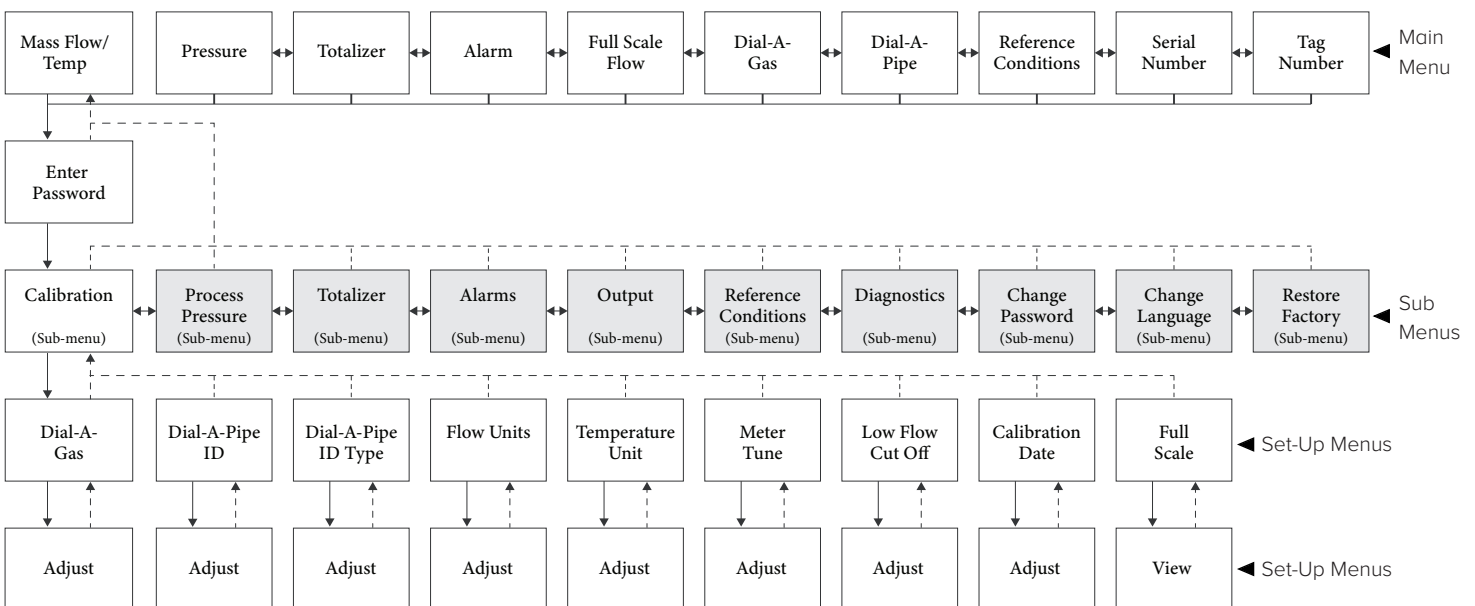 Mass Flow/
Temp
Pressure
Totalizer
Alarm
Full Scale
Flow
Dial-A-
Gas
Dial-A-
Pipe
Reference
Conditions
Serial
Number
Tag
Number
Main
Menu
Enter
Password
Calibration
(Sub-menu)
Process
Pressure
(Sub-menu)
Totalizer
(Sub-menu)
Alarms
(Sub-menu)
Output
(Sub-menu)
Reference
Conditions
(Sub-menu)
Diagnostics
(Sub-menu)
Change
Password
(Sub-menu)
Change
Language
(Sub-menu)
Restore
Factory
(Sub-menu)
Sub
Menus
Dial-A-
Gas
Dial-A-Pipe
ID
Dial-A-Pipe
ID Type
Flow Units
Temperature
Unit
Meter
Tune
Low Flow
Cut Off
Calibration
Date
Full
Scale
Set-Up Menus
Adjust
Adjust
Adjust
Adjust
Adjust
Adjust
Adjust
Adjust
View
Set-Up Menus